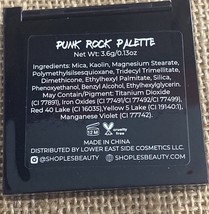 PUNK ROCK PALETTE
Net Wt: 3.6g/0.13oz
Ingredients: Mica, Kaolin, Magnesium Stearate,
Polymethylsilsesquioxane, Tridecyl Trimellitate,
Dimethicone, Ethylhexyl Palmitate, Silica,
Phenoxyethanol, Benzyl Alcohol, Ethylhexylglycerin.
May Contain/Pigments: Titanium Dioxide
(CI 77891), Iron Oxides (CI 77491/CI 77492/CI 77499),
Red 40 Lake (CI 16035),Yellow 5 Lake (CI 19140:1),
Manganese Violet (CI 77742).
12M vegan cruelty free
MADE IN CHINA
DISTRIBUTED BY LOWER EAST SIDE COSMETICS LLC.
@SHOPLESBEAUTY SHOPLESBEAUTY.COM